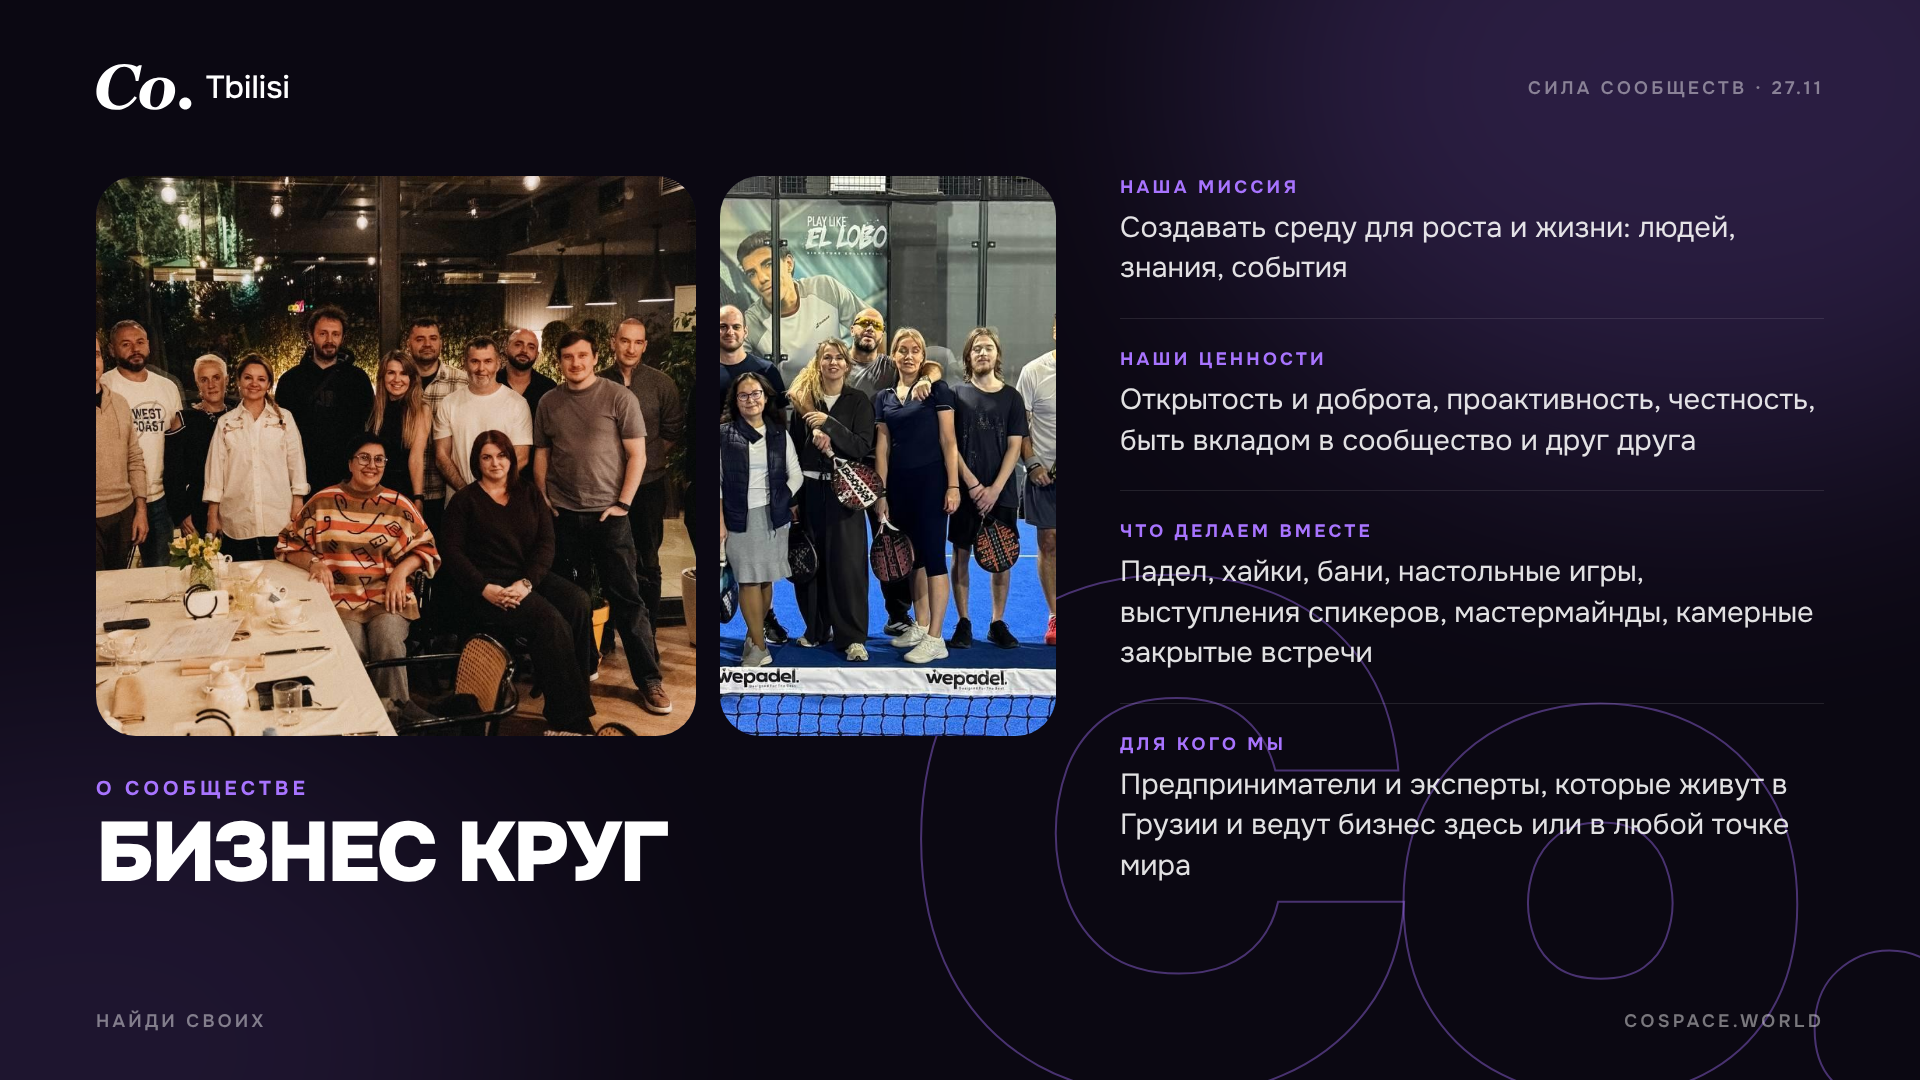 Co. Tbilisi
СИЛА СООБЩЕСТВ · 27.11
PLAY LIKE
EL LOBO
SIGNATURE COLLECTION
WEST
COAST
wepadel.
wepadel.
НАША МИССИЯ
Создавать среду для роста и жизни: людей,
знания, события
НАШИ ЦЕННОСТИ
Открытость и доброта, проактивность, честность,
быть вкладом в сообщество и друг друга
ЧТО ДЕЛАЕМ ВМЕСТЕ
Падел, хайки, бани, настольные игры,
выступления спикеров, мастермайнды, камерные
закрытые встречи
ДЛЯ КОГО МЫ
Предприниматели и эксперты, которые живут в
Грузии и ведут бизнес здесь или в любой точке
мира
О СООБЩЕСТВЕ
БИЗНЕС КРУГ
Co.
НАЙДИ СВОИХ
COSPACE.WORLD